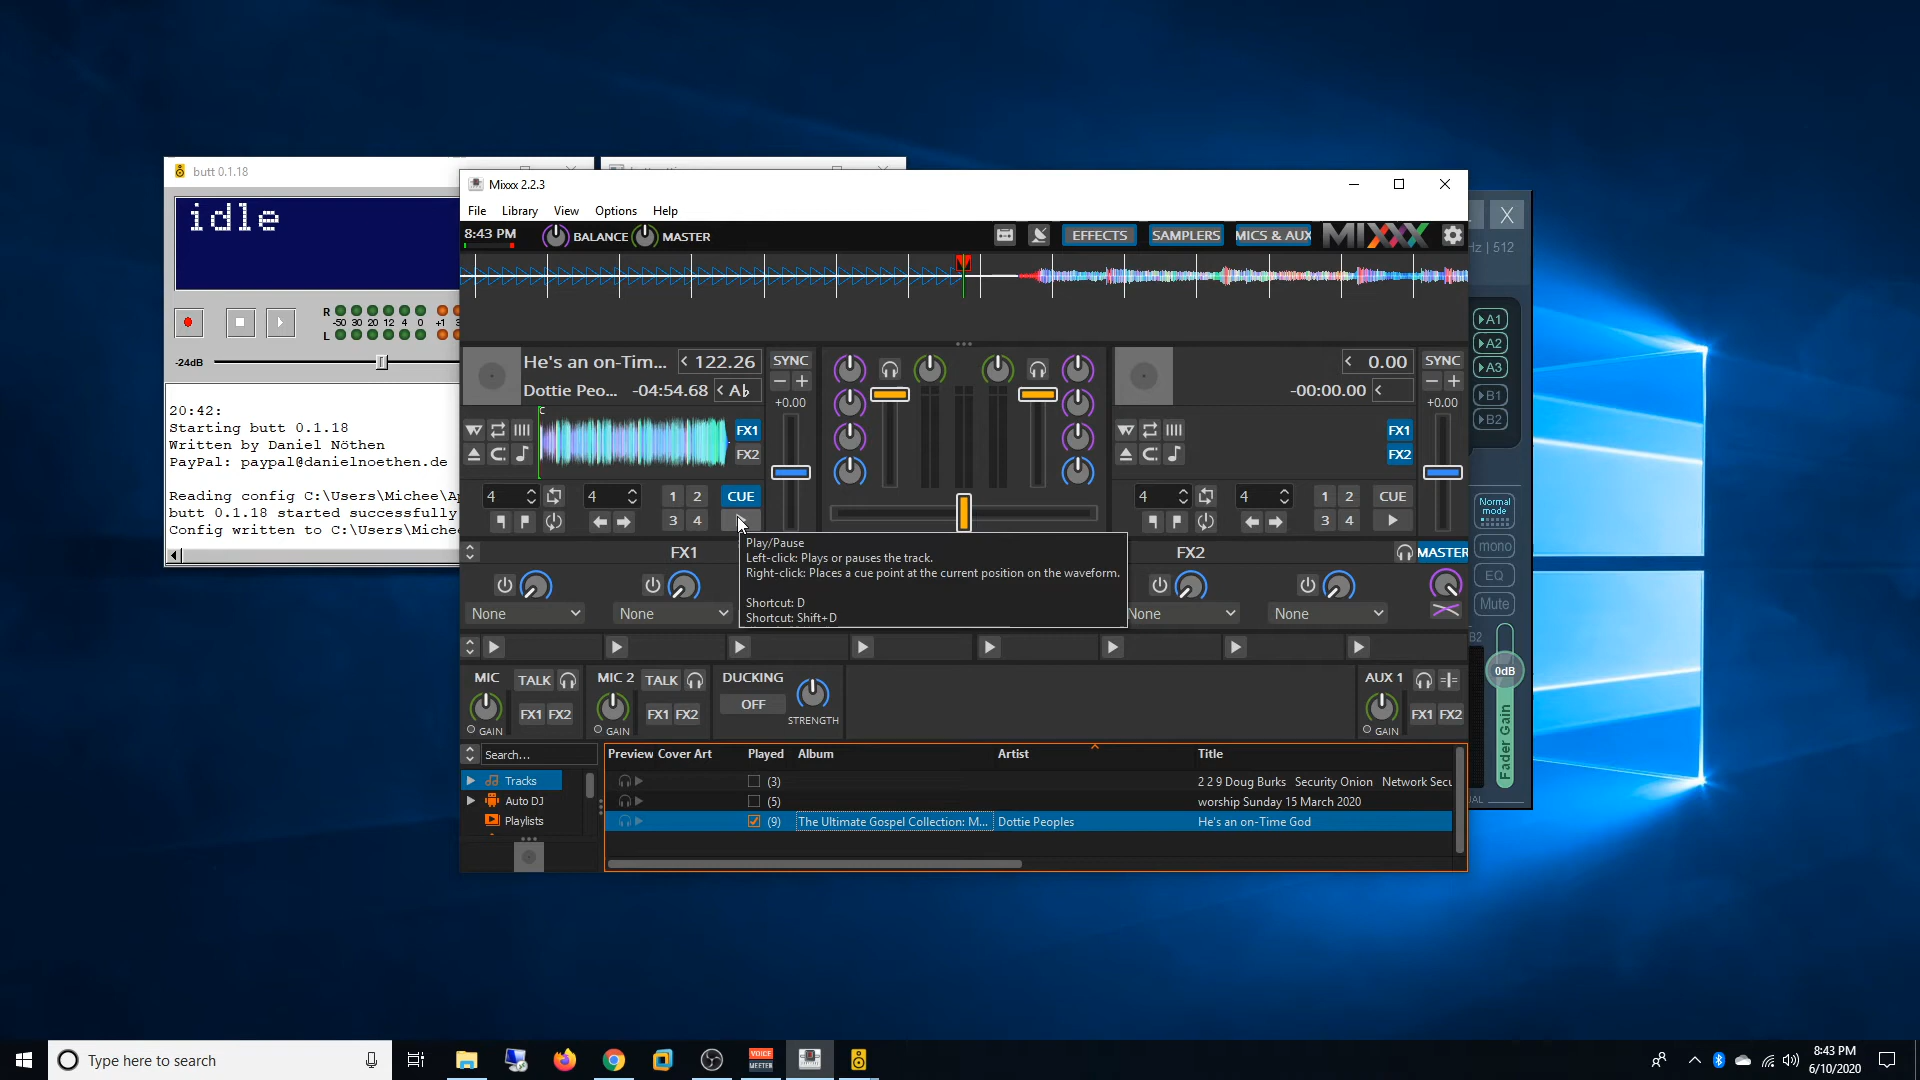 butt 0.1.18
idle
R
-50 30 20 12 4 0 +1 3
L
-24dB
20:42:
Starting butt 0.1.18
Written by Daniel Nöthen
PayPal: paypal@danielnoethen.de
Reading config C:\Users\Michee\Ap
butt 0.1.18 started successfully
Config written to C:\Users\Michee
Mixxx 2.2.3
File Library View Options Help
8:43 PM BALANCE MASTER EFFECTS SAMPLERS MICS & AUX MIXXX
He's an on-Tim... 122.26 SYNC
Dottie Peo... -04:54.68 A♭
+0.00
C
FX1
FX2
4 4 1 2 CUE
3 4
0.00 SYNC
-00:00.00
+0.00
FX1
FX2
4 4 1 2 CUE
3 4
FX1 FX2 MASTER
None None None None
Play/Pause
Left-click: Plays or pauses the track.
Right-click: Places a cue point at the current position on the waveform.
Shortcut: D
Shortcut: Shift+D
MIC TALK MIC 2 TALK DUCKING AUX 1
FX1 FX2 FX1 FX2 OFF FX1 FX2
GAIN GAIN STRENGTH GAIN
Search...
Tracks
Auto DJ
Playlists
Preview Cover Art Played Album Artist Title
(3) 2 2 9 Doug Burks Security Onion Network Secu
(5) worship Sunday 15 March 2020
(9) The Ultimate Gospel Collection: M... Dottie Peoples He's an on-Time God
Hz | 512
A1
A2
A3
B1
B2
Normal
mode
mono
EQ
Mute
B2
0dB
Fader Gain
Type here to search
VOICE
MEETER
8:43 PM
6/10/2020